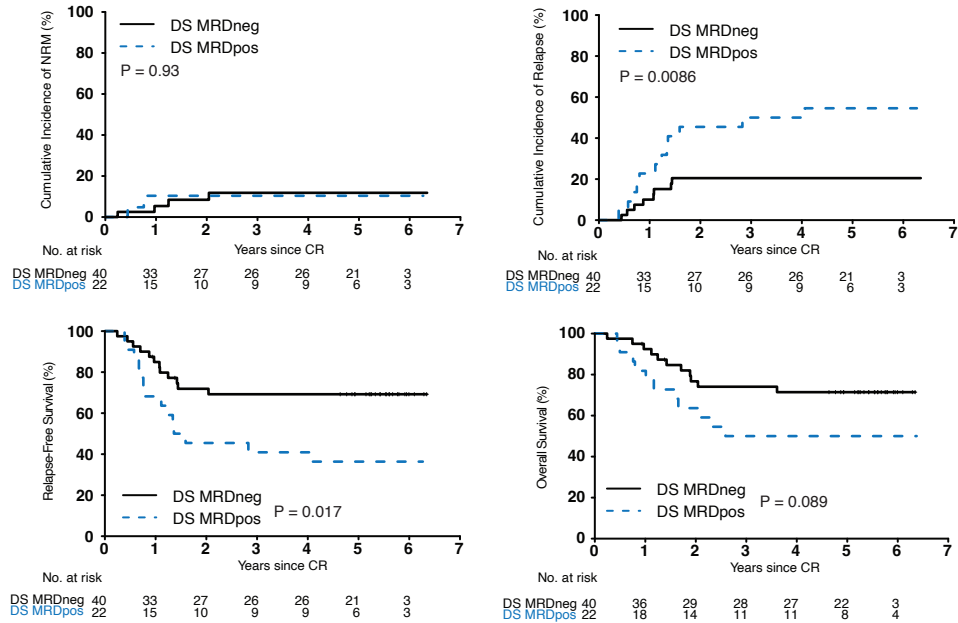 Cumulative Incidence of NRM (%)
100
80
60
40
20
0
DS MRDneg
DS MRDpos
P = 0.93
0 1 2 3 4 5 6 7
Years since CR
No. at risk
DS MRDneg 40 33 27 26 26 21 3
DS MRDpos 22 15 10 9 9 6 3
Cumulative Incidence of Relapse (%)
100
80
60
40
20
0
DS MRDneg
DS MRDpos
P = 0.0086
0 1 2 3 4 5 6 7
Years since CR
No. at risk
DS MRDneg 40 33 27 26 26 21 3
DS MRDpos 22 15 10 9 9 6 3
Relapse-Free Survival (%)
100
80
60
40
20
0
DS MRDneg
DS MRDpos
P = 0.017
0 1 2 3 4 5 6 7
Years since CR
No. at risk
DS MRDneg 40 33 27 26 26 21 3
DS MRDpos 22 15 10 9 9 6 3
Overall Survival (%)
100
80
60
40
20
0
DS MRDneg
DS MRDpos
P = 0.089
0 1 2 3 4 5 6 7
Years since CR
No. at risk
DS MRDneg 40 36 29 28 27 22 3
DS MRDpos 22 18 14 11 11 8 4